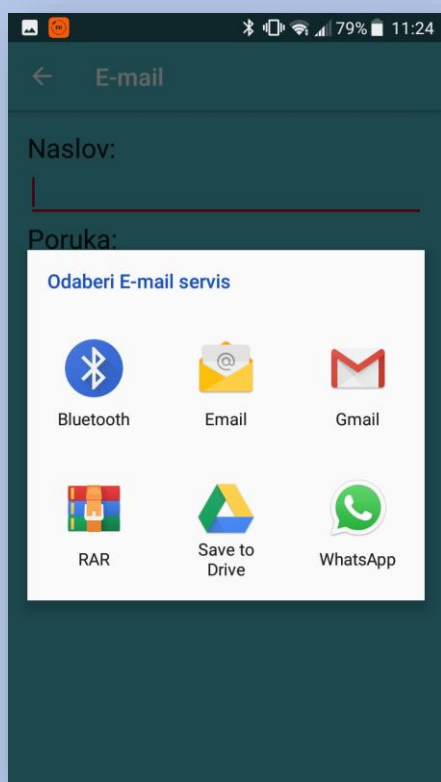 79% 11:24
E-mail
Naslov:
Poruka:
Odaberi E-mail servis
Bluetooth
Email
Gmail
RAR
Save to
Drive
WhatsApp